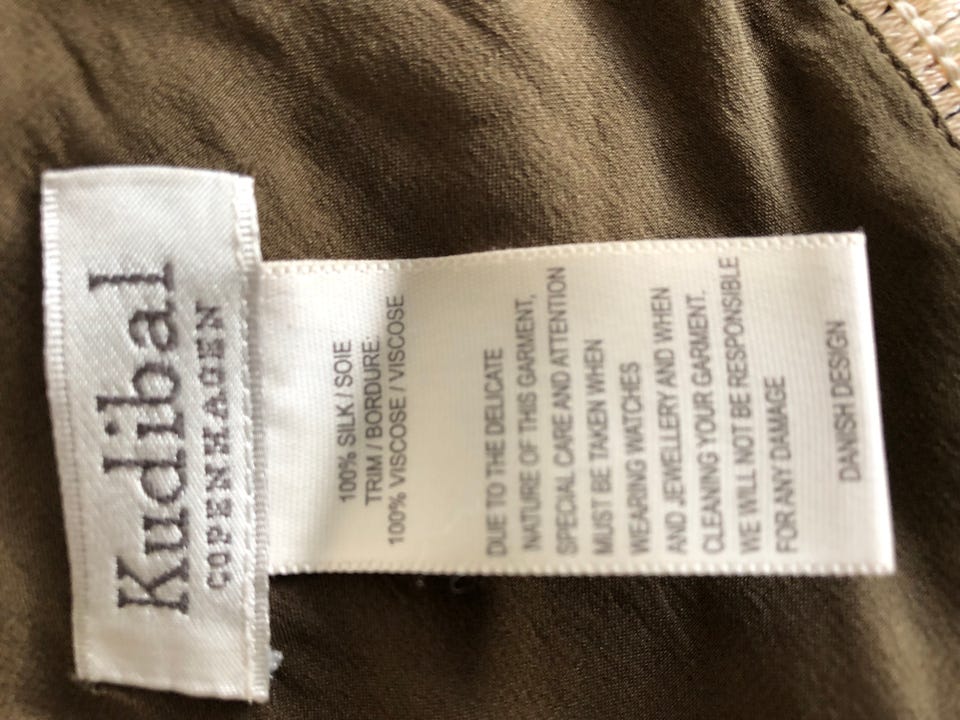 Kudibal
COPENHAGEN
100% SILK / SOIE
TRIM / BORDURE:
100% VISCOSE / VISCOSE
DUE TO THE DELICATE
NATURE OF THIS GARMENT,
SPECIAL CARE AND ATTENTION
MUST BE TAKEN WHEN
WEARING WATCHES
AND JEWELLERY AND WHEN
CLEANING YOUR GARMENT.
WE WILL NOT BE RESPONSIBLE
FOR ANY DAMAGE
DANISH DESIGN